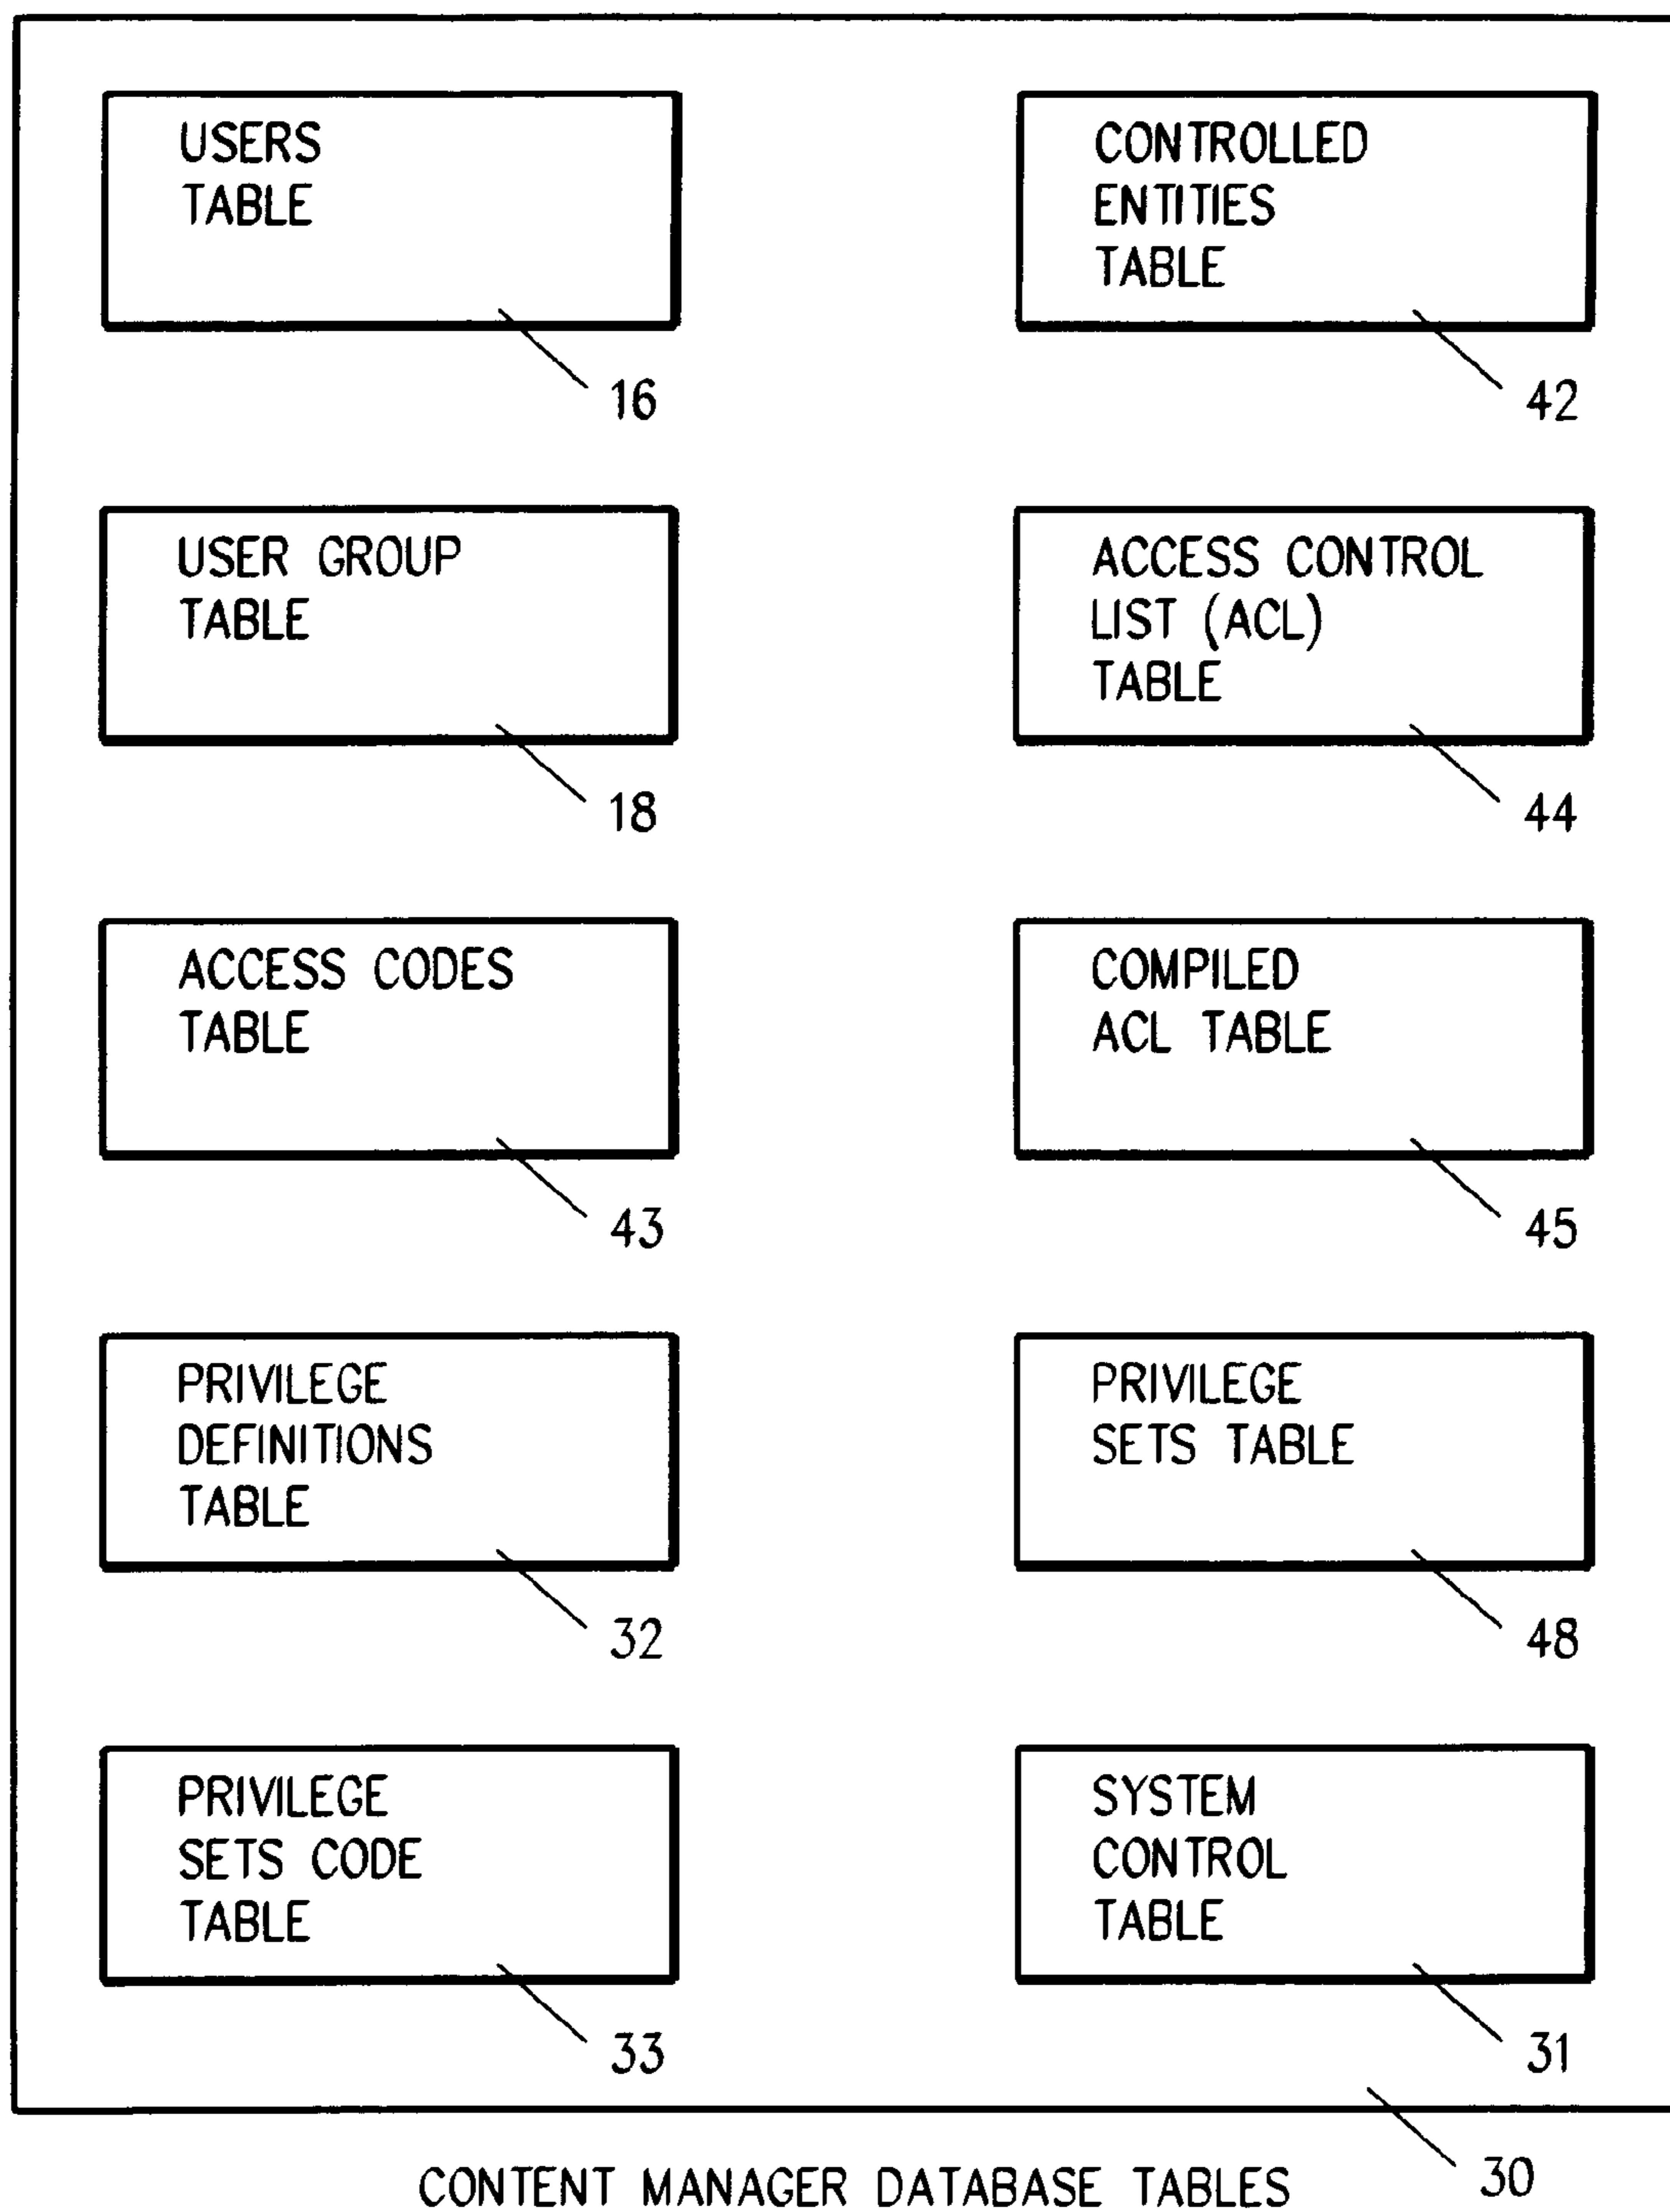 USERS
TABLE
16
CONTROLLED
ENTITIES
TABLE
42
USER GROUP
TABLE
18
ACCESS CONTROL
LIST (ACL)
TABLE
44
ACCESS CODES
TABLE
43
COMPILED
ACL TABLE
45
PRIVILEGE
DEFINITIONS
TABLE
32
PRIVILEGE
SETS TABLE
48
PRIVILEGE
SETS CODE
TABLE
33
SYSTEM
CONTROL
TABLE
31
30
CONTENT MANAGER DATABASE TABLES